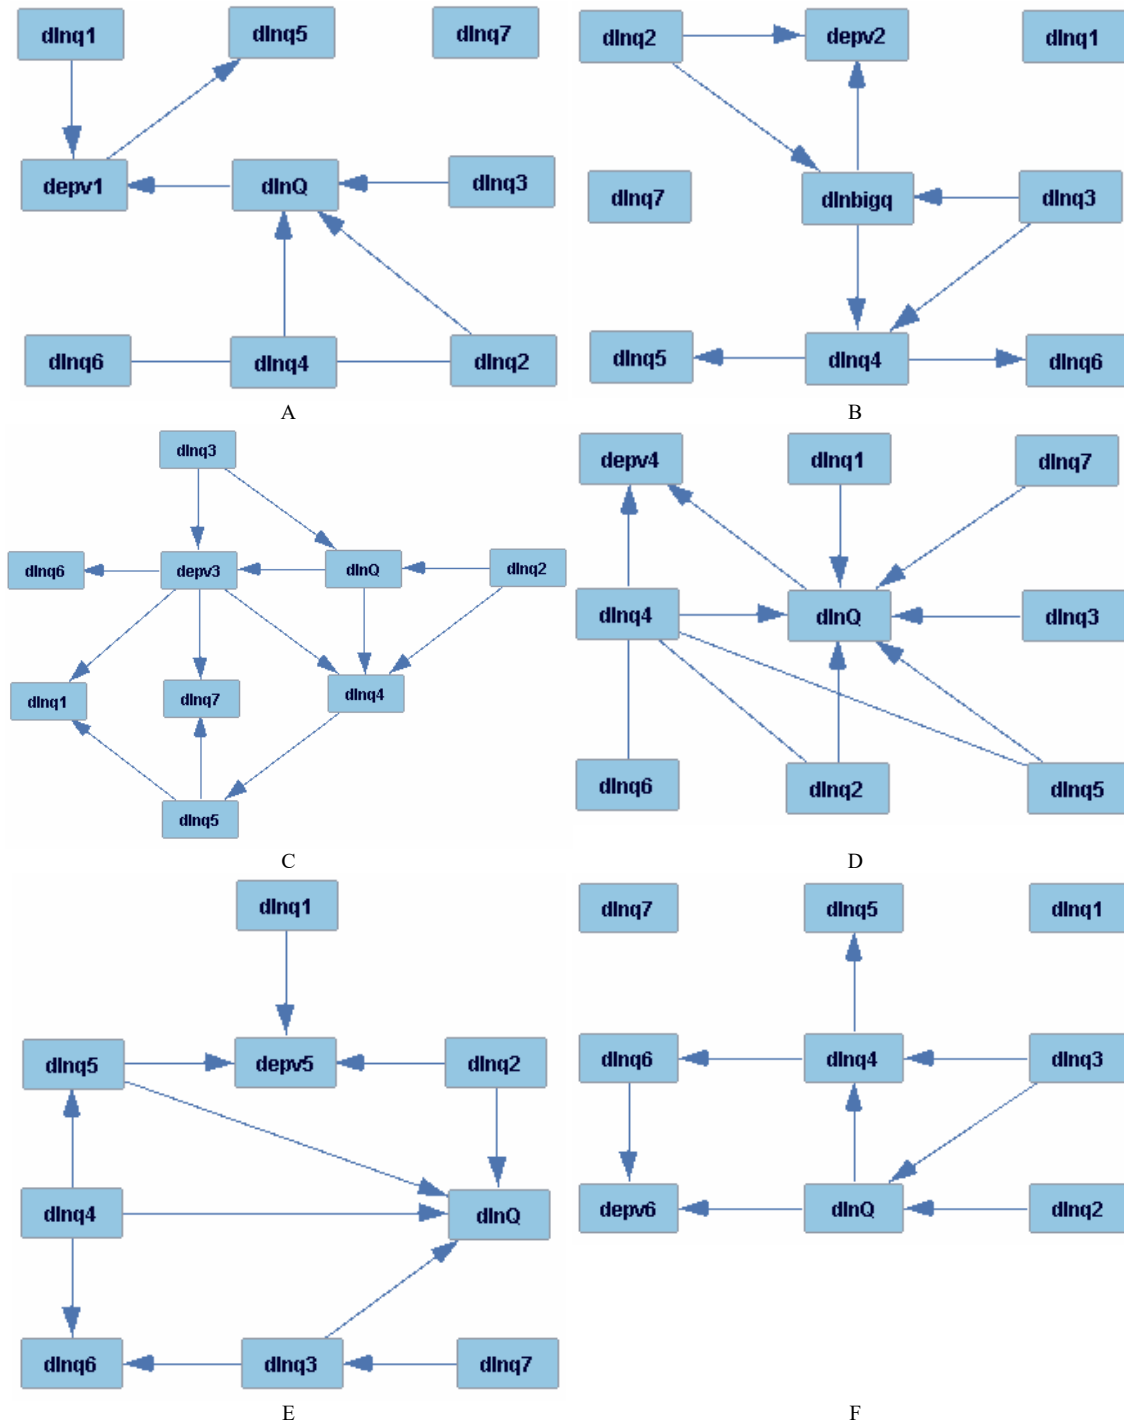 dlnq1 dlnq5 dlnq7
depv1 dlnQ dlnq3
dlnq6 dlnq4 dlnq2
A
dlnq2 depv2 dlnq1
dlnq7 dlnbigq dlnq3
dlnq5 dlnq4 dlnq6
B
dlnq3
dlnq6 depv3 dlnQ dlnq2
dlnq1 dlnq7 dlnq4
dlnq5
C
depv4 dlnq1 dlnq7
dlnq4 dlnQ dlnq3
dlnq6 dlnq2 dlnq5
D
dlnq1
dlnq5 depv5 dlnq2
dlnq4 dlnQ
dlnq6 dlnq3 dlnq7
E
dlnq7 dlnq5 dlnq1
dlnq6 dlnq4 dlnq3
depv6 dlnQ dlnq2
F